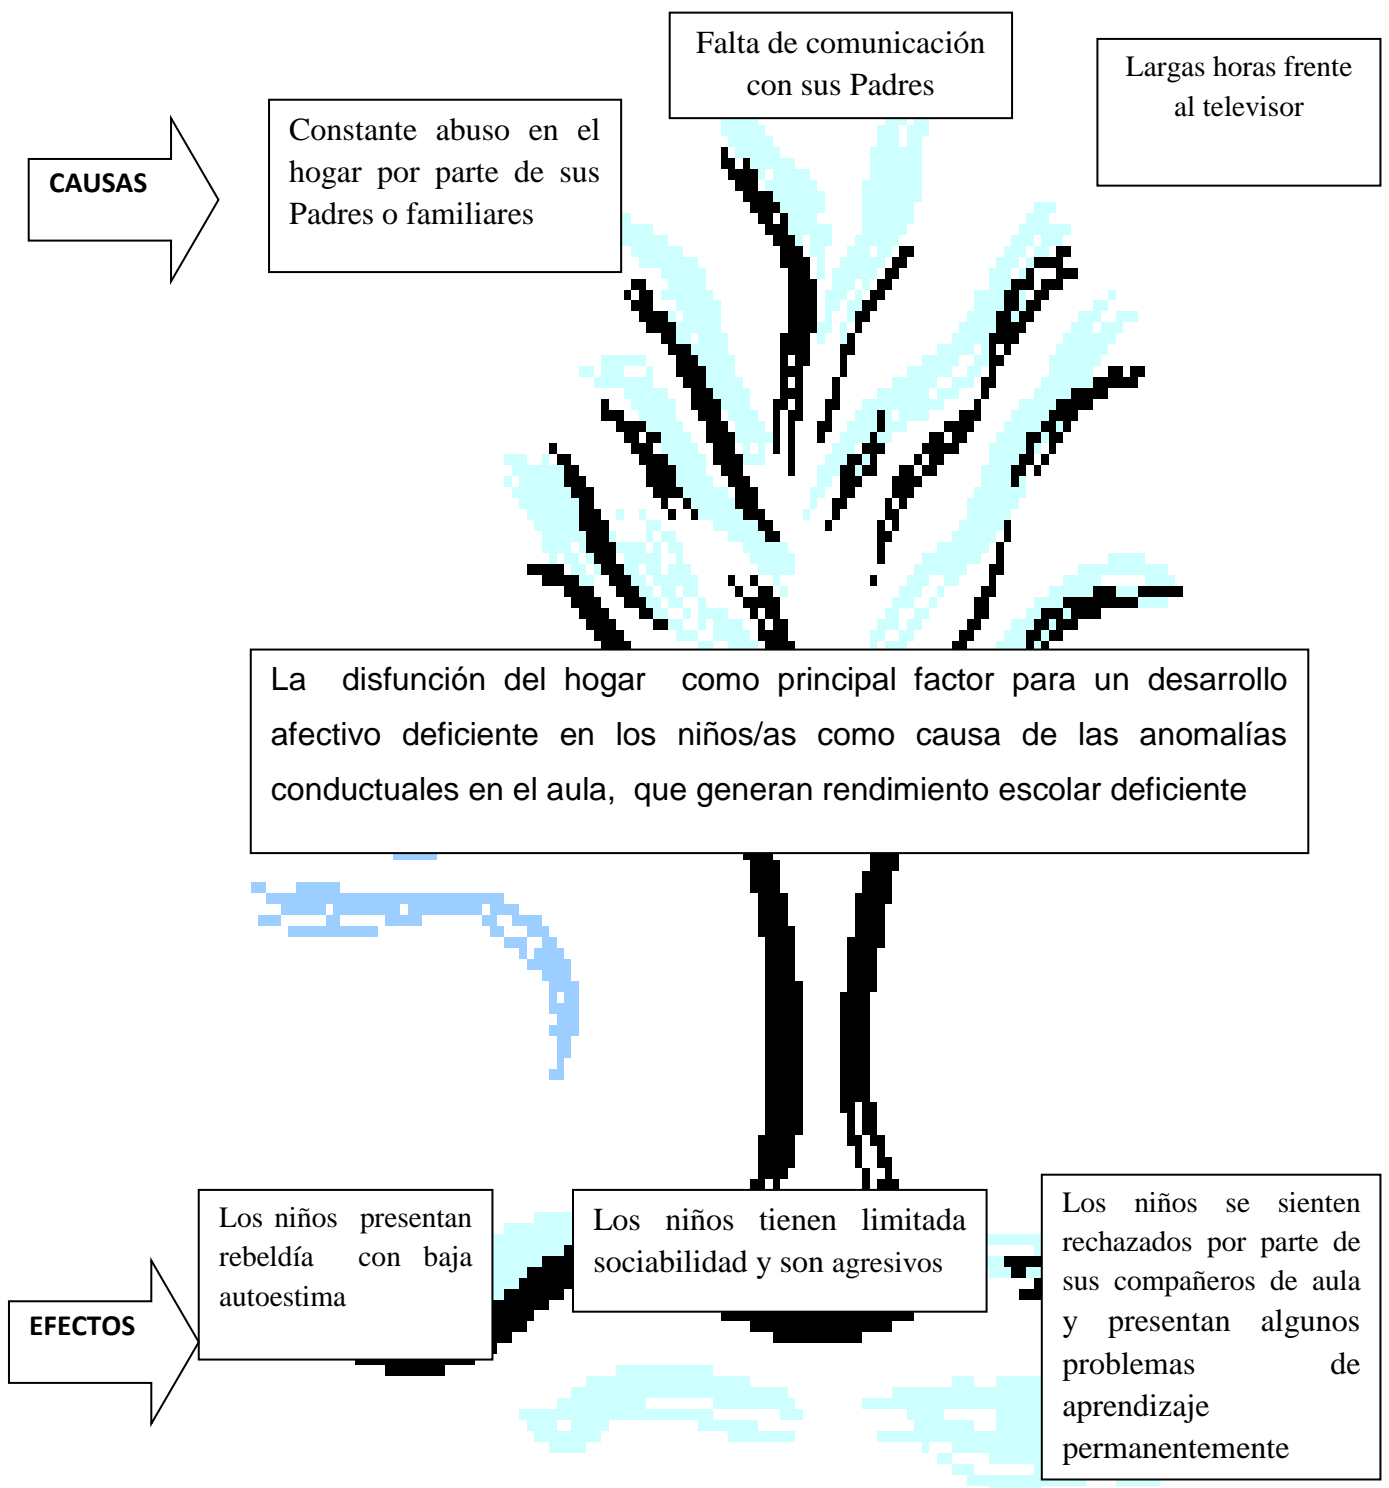 Falta de comunicación
con sus Padres
Largas horas frente
al televisor
Constante abuso en el
hogar por parte de sus
Padres o familiares
CAUSAS
La disfunción del hogar como principal factor para un desarrollo
afectivo deficiente en los niños/as como causa de las anomalías
conductuales en el aula, que generan rendimiento escolar deficiente
Los niños presentan
rebeldía con baja
autoestima
Los niños tienen limitada
sociabilidad y son agresivos
Los niños se sienten
rechazados por parte de
sus compañeros de aula
y presentan algunos
problemas de
aprendizaje
permanentemente
EFECTOS